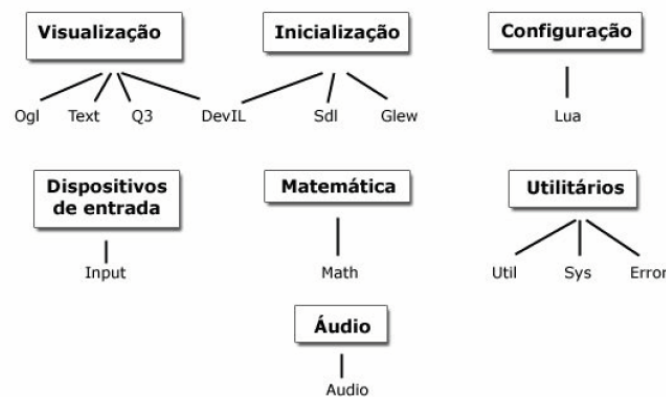 Visualização
Inicialização
Configuração
Ogl Text Q3 DevIL Sdl Glew Lua
Dispositivos
de entrada
Matemática
Utilitários
Input Math Util Sys Error
Áudio
Audio